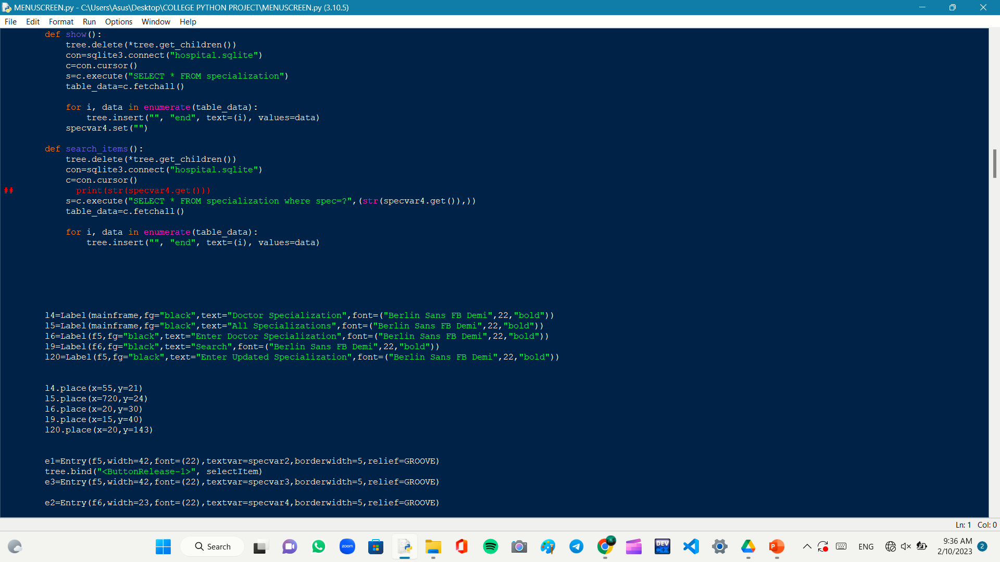 MENUSCREEN.py - C:\Users\Asus\Desktop\COLLEGE PYTHON PROJECT\MENUSCREEN.py (3.10.5)
File Edit Format Run Options Window Help
def show():
tree.delete(*tree.get_children())
con=sqlite3.connect("hospital.sqlite")
c=con.cursor()
s=c.execute("SELECT * FROM specialization")
table_data=c.fetchall()
for i, data in enumerate(table_data):
tree.insert("", "end", text=(i), values=data)
specvar4.set("")
def search_items():
tree.delete(*tree.get_children())
con=sqlite3.connect("hospital.sqlite")
c=con.cursor()
## print(str(specvar4.get()))
s=c.execute("SELECT * FROM specialization where spec=?",(str(specvar4.get()),))
table_data=c.fetchall()
for i, data in enumerate(table_data):
tree.insert("", "end", text=(i), values=data)
l4=Label(mainframe,fg="black",text="Doctor Specialization",font=("Berlin Sans FB Demi",22,"bold"))
l5=Label(mainframe,fg="black",text="All Specializations",font=("Berlin Sans FB Demi",22,"bold"))
l6=Label(f5,fg="black",text="Enter Doctor Specialization",font=("Berlin Sans FB Demi",22,"bold"))
l9=Label(f6,fg="black",text="Search",font=("Berlin Sans FB Demi",22,"bold"))
l20=Label(f5,fg="black",text="Enter Updated Specialization",font=("Berlin Sans FB Demi",22,"bold"))
l4.place(x=55,y=21)
l5.place(x=720,y=24)
l6.place(x=20,y=30)
l9.place(x=15,y=40)
l20.place(x=20,y=143)
e1=Entry(f5,width=42,font=(22),textvar=specvar2,borderwidth=5,relief=GROOVE)
tree.bind("<ButtonRelease-1>", selectItem)
e3=Entry(f5,width=42,font=(22),textvar=specvar3,borderwidth=5,relief=GROOVE)
e2=Entry(f6,width=23,font=(22),textvar=specvar4,borderwidth=5,relief=GROOVE)
Ln: 1 Col: 0
Search
zoom
DEV C++
P
ENG
9:36 AM
2/10/2023
2